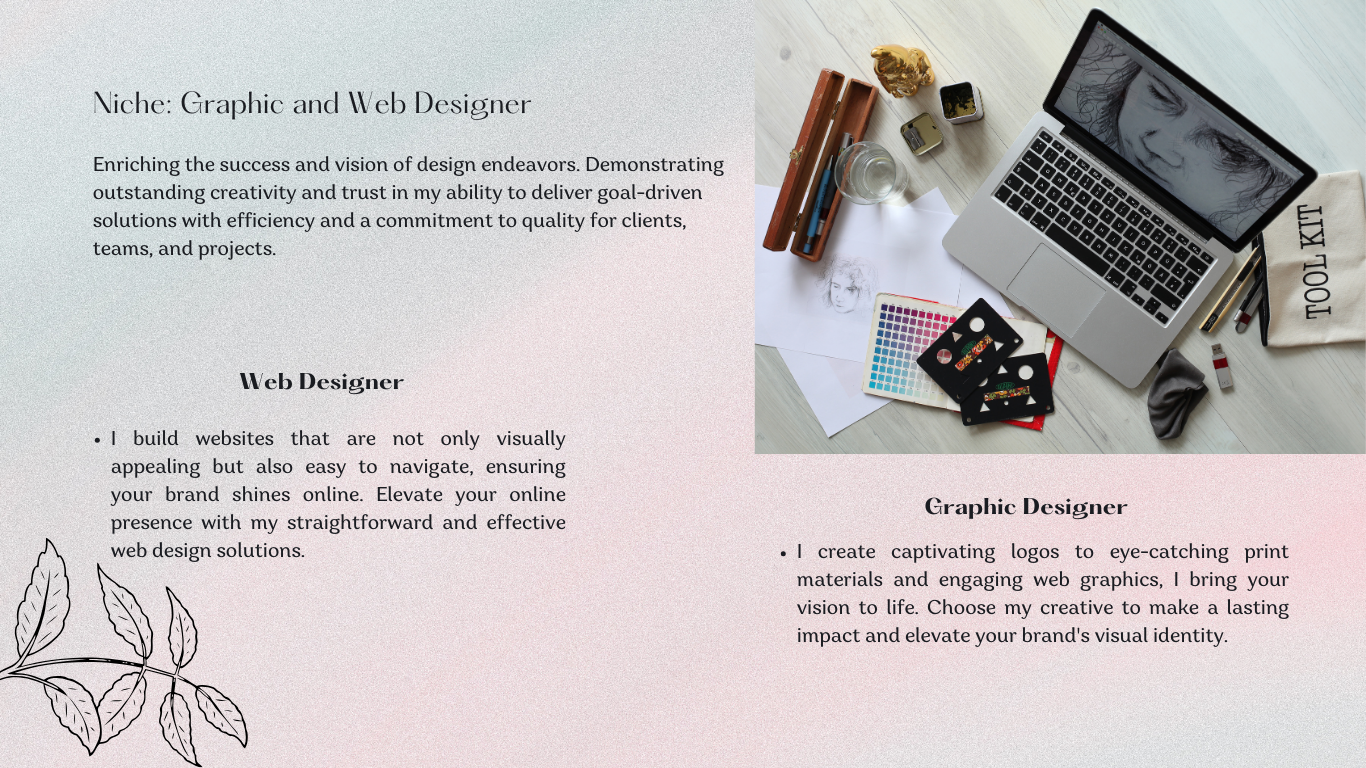 Niche: Graphic and Web Designer
Enriching the success and vision of design endeavors. Demonstrating
outstanding creativity and trust in my ability to deliver goal-driven
solutions with efficiency and a commitment to quality for clients,
teams, and projects.
Web Designer
• I build websites that are not only visually
appealing but also easy to navigate, ensuring
your brand shines online. Elevate your online
presence with my straightforward and effective
web design solutions.
TOOL KIT
Graphic Designer
• I create captivating logos to eye-catching print
materials and engaging web graphics, I bring your
vision to life. Choose my creative to make a lasting
impact and elevate your brand's visual identity.